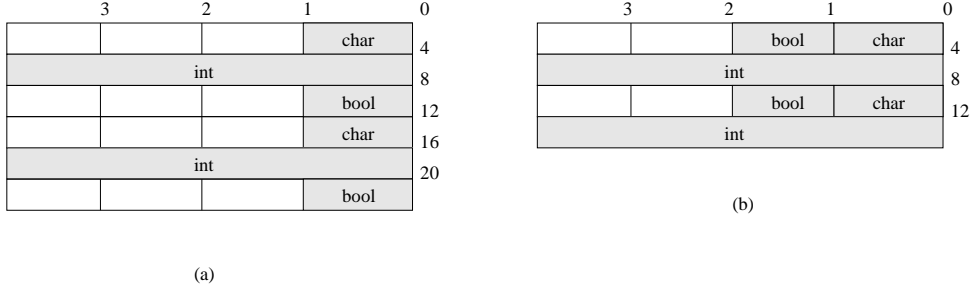 3 2 1 0
char
4
int
8
bool
12
char
16
int
20
bool
(a)
3 2 1 0
bool char
4
int
8
bool char
12
int
(b)